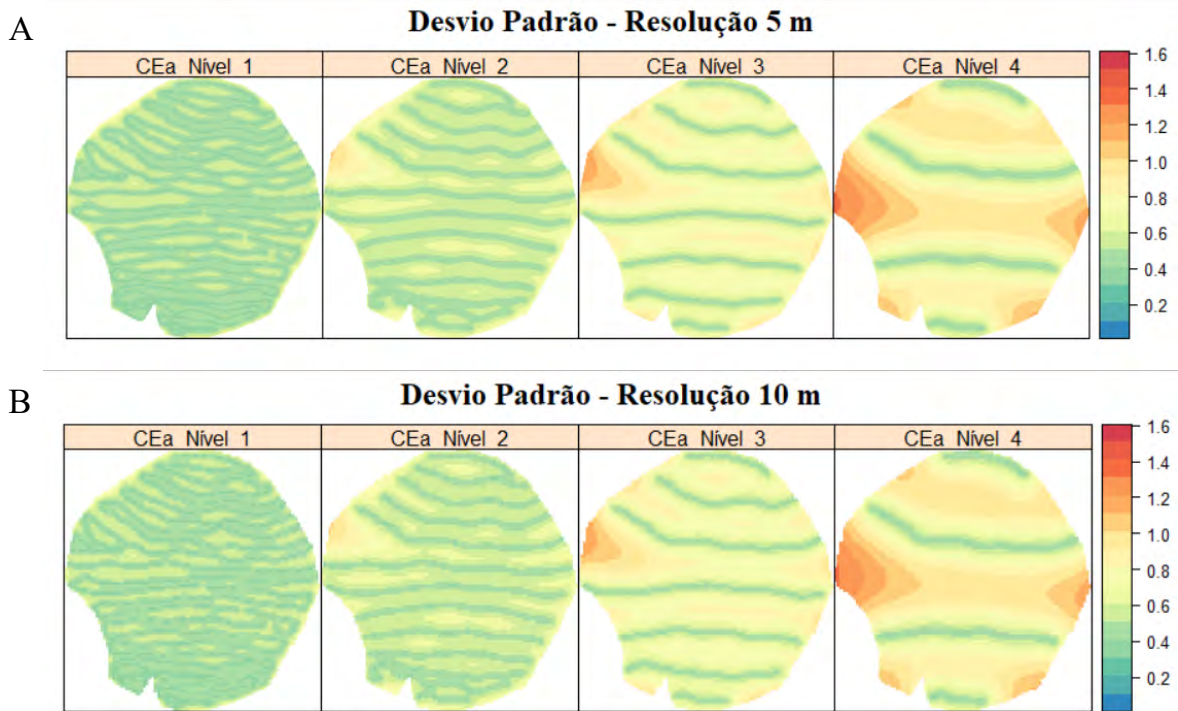 A
Desvio Padrão - Resolução 5 m
CEa Nível 1 CEa Nível 2 CEa Nível 3 CEa Nível 4
1.6
1.4
1.2
1.0
0.8
0.6
0.4
0.2
B
Desvio Padrão - Resolução 10 m
CEa Nível 1 CEa Nível 2 CEa Nível 3 CEa Nível 4
1.6
1.4
1.2
1.0
0.8
0.6
0.4
0.2